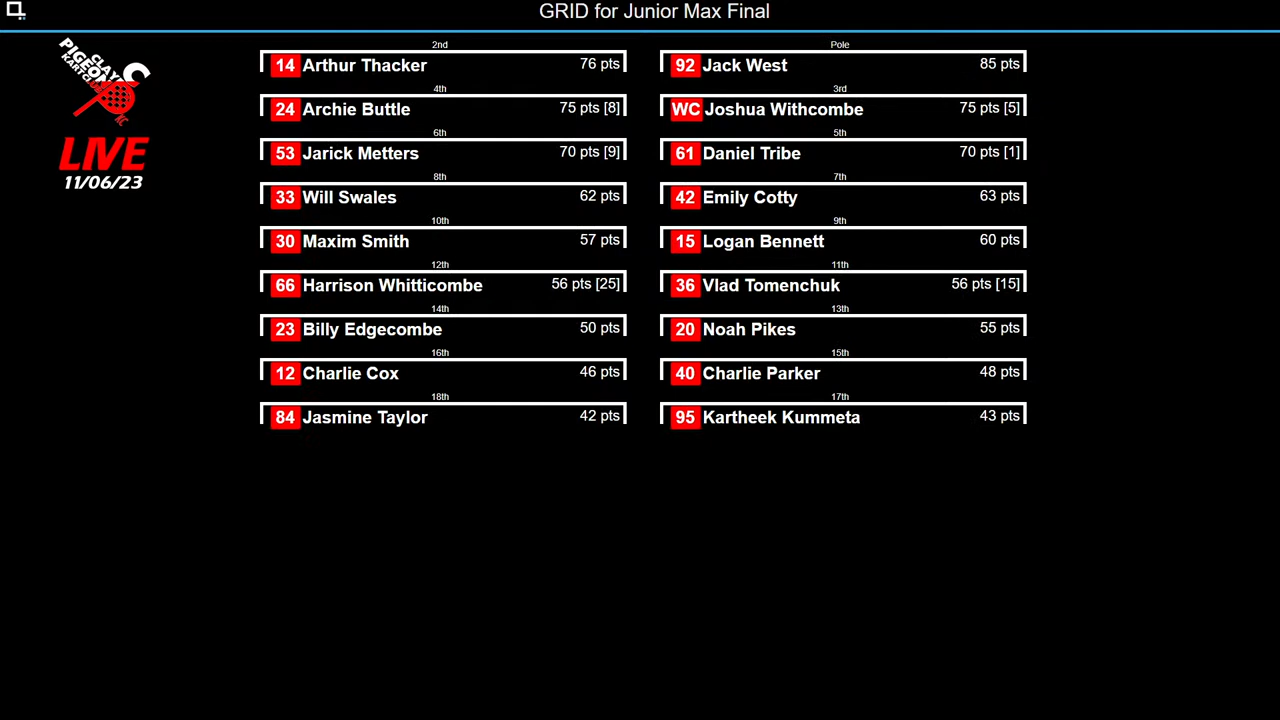 GRID for Junior Max Final
CLAY
PIGEON
KART CLUB
LIVE
11/06/23
2nd
14 Arthur Thacker 76 pts
Pole
92 Jack West 85 pts
4th
24 Archie Buttle 75 pts [8]
3rd
WC Joshua Withcombe 75 pts [5]
6th
53 Jarick Metters 70 pts [9]
5th
61 Daniel Tribe 70 pts [1]
8th
33 Will Swales 62 pts
7th
42 Emily Cotty 63 pts
10th
30 Maxim Smith 57 pts
9th
15 Logan Bennett 60 pts
12th
66 Harrison Whitticombe 56 pts [25]
11th
36 Vlad Tomenchuk 56 pts [15]
14th
23 Billy Edgecombe 50 pts
13th
20 Noah Pikes 55 pts
16th
12 Charlie Cox 46 pts
15th
40 Charlie Parker 48 pts
18th
84 Jasmine Taylor 42 pts
17th
95 Kartheek Kummeta 43 pts